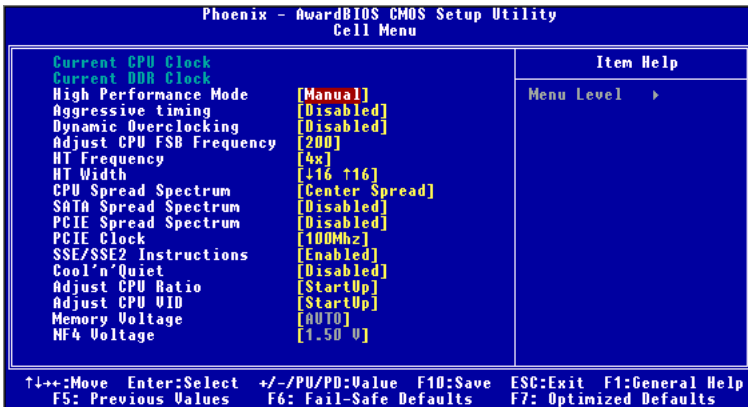 Phoenix - AwardBIOS CMOS Setup Utility
Cell Menu
Current CPU Clock
Current DDR Clock
High Performance Mode [Manual]
Aggressive timing [Disabled]
Dynamic Overclocking [Disabled]
Adjust CPU FSB Frequency [200]
HT Frequency [4x]
HT Width [↓16 ↑16]
CPU Spread Spectrum [Center Spread]
SATA Spread Spectrum [Disabled]
PCIE Spread Spectrum [Disabled]
PCIE Clock [100Mhz]
SSE/SSE2 Instructions [Enabled]
Cool'n'Quiet [Disabled]
Adjust CPU Ratio [StartUp]
Adjust CPU VID [StartUp]
Memory Voltage [AUTO]
NF4 Voltage [1.50 V]
Item Help
Menu Level ▸
↑↓→←:Move Enter:Select +/-/PU/PD:Value F10:Save ESC:Exit F1:General Help
F5: Previous Values F6: Fail-Safe Defaults F7: Optimized Defaults